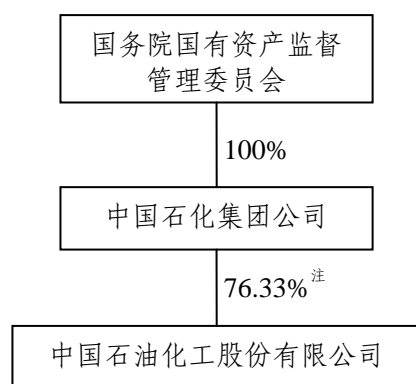 国务院国有资产监督
管理委员会
100%
中国石化集团公司
76.33%注
中国石油化工股份有限公司